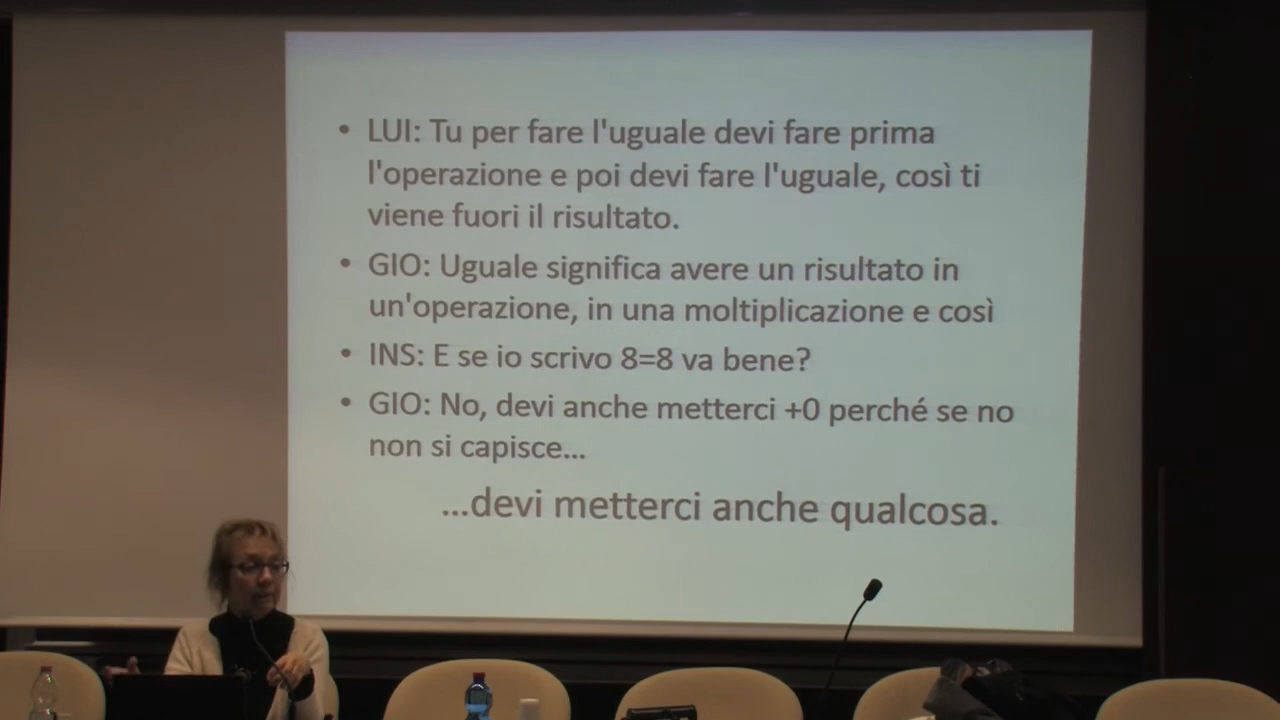 • LUI: Tu per fare l'uguale devi fare prima
l'operazione e poi devi fare l'uguale, così ti
viene fuori il risultato.
• GIO: Uguale significa avere un risultato in
un'operazione, in una moltiplicazione e così
• INS: E se io scrivo 8=8 va bene?
• GIO: No, devi anche metterci +0 perché se no
non si capisce...
...devi metterci anche qualcosa.